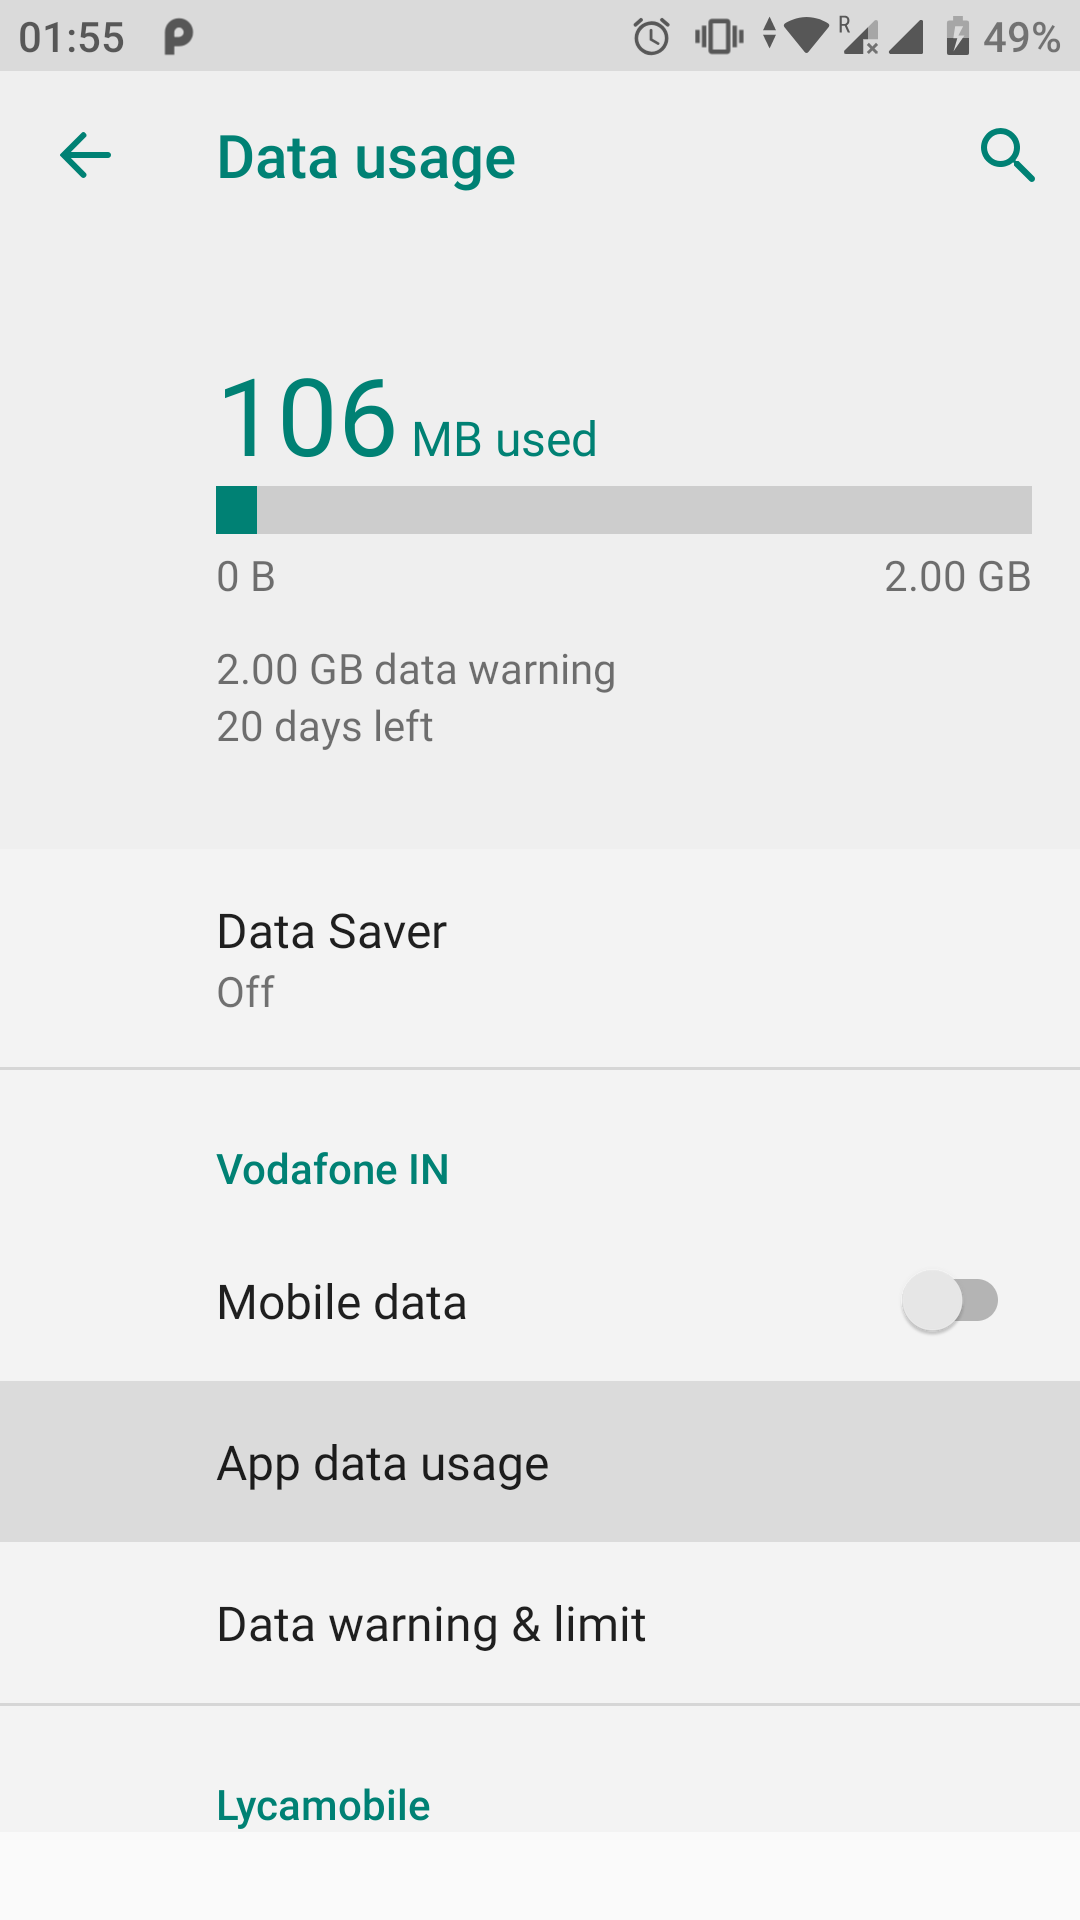 01:55 R 49%
Data usage
106 MB used
0 B 2.00 GB
2.00 GB data warning
20 days left
Data Saver
Off
Vodafone IN
Mobile data
App data usage
Data warning & limit
Lycamobile